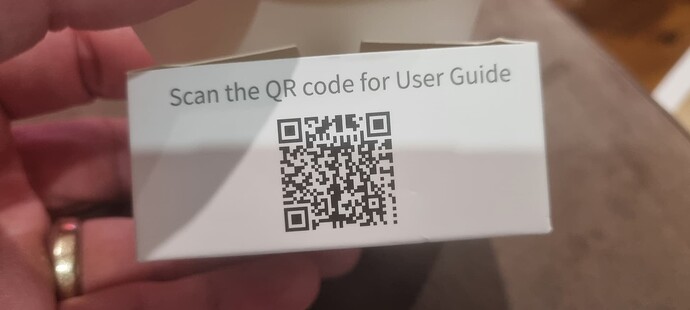 Scan the QR code for User Guide